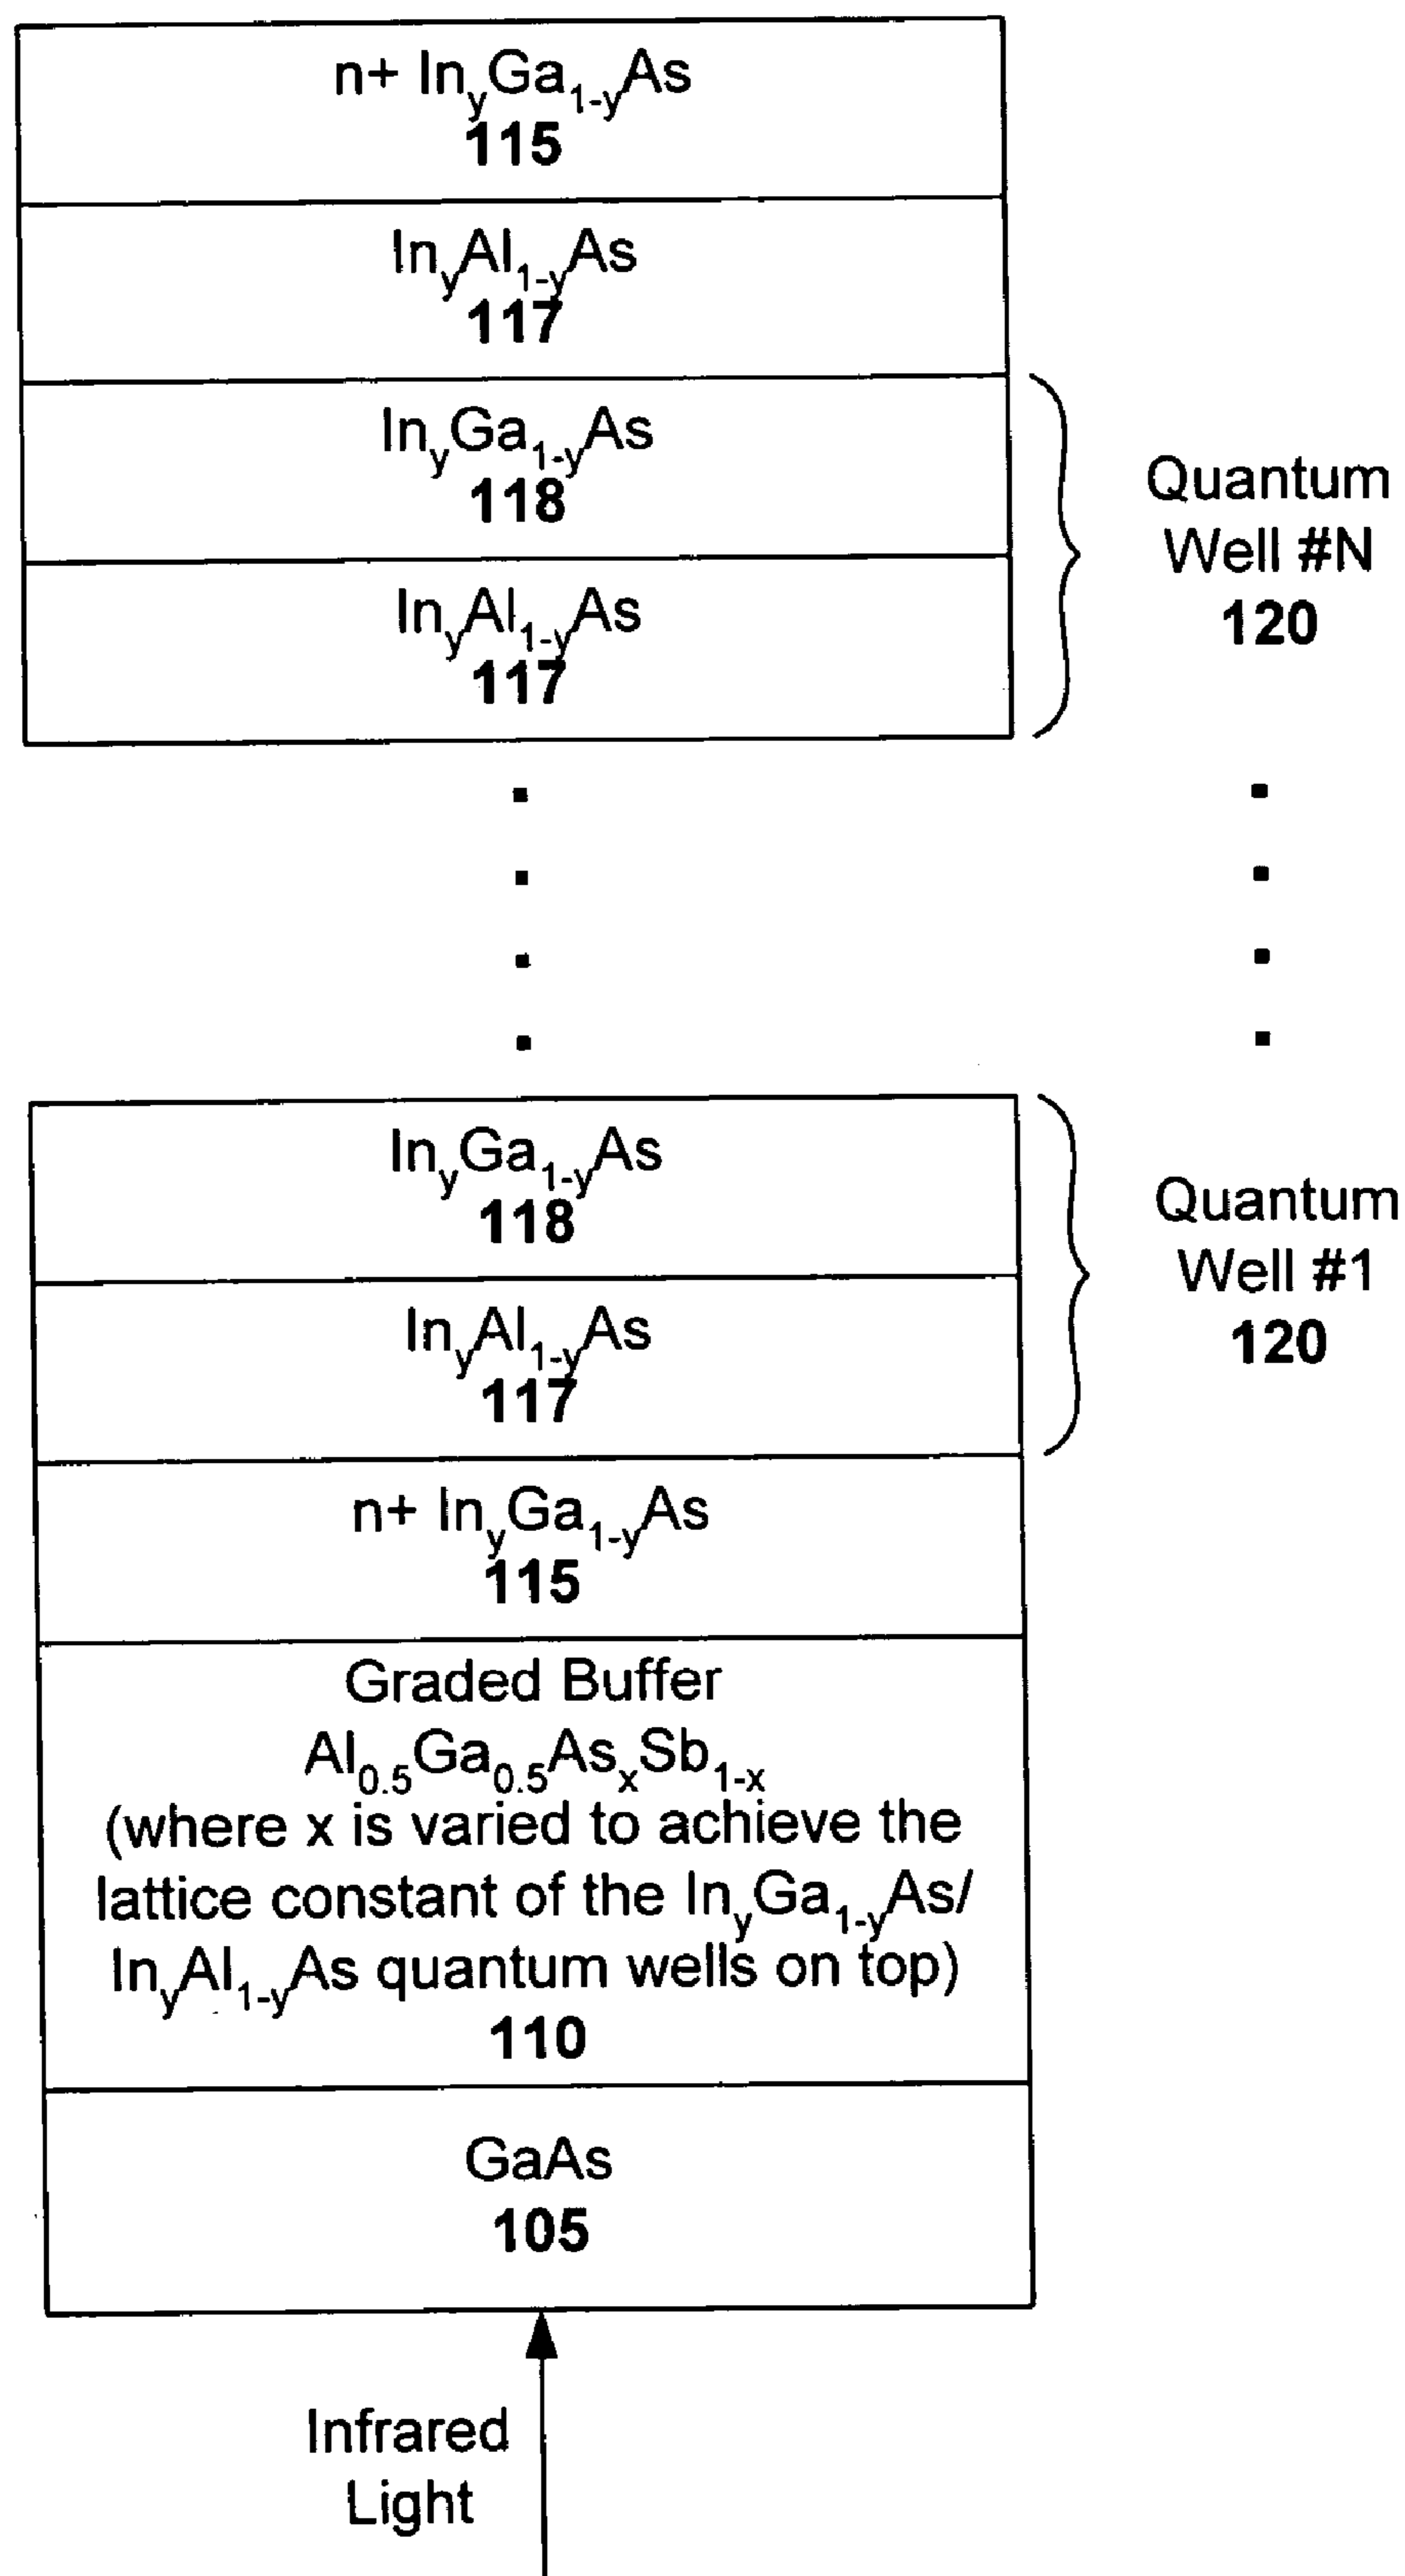 n+ InyGa1-yAs
115
InyAl1-yAs
117
InyGa1-yAs
118
InyAl1-yAs
117
Quantum
Well #N
120
InyGa1-yAs
118
InyAl1-yAs
117
Quantum
Well #1
120
n+ InyGa1-yAs
115
Graded Buffer
Al0.5Ga0.5AsxSb1-x
(where x is varied to achieve the
lattice constant of the InyGa1-yAs/
InyAl1-yAs quantum wells on top)
110
GaAs
105
Infrared
Light